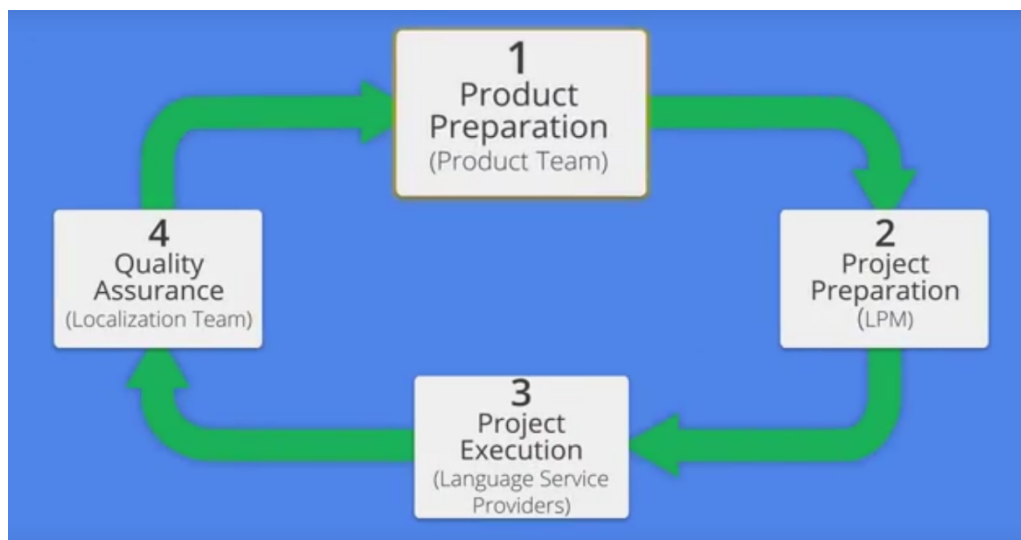 1
Product
Preparation
(Product Team)
2
Project
Preparation
(LPM)
3
Project
Execution
(Language Service
Providers)
4
Quality
Assurance
(Localization Team)